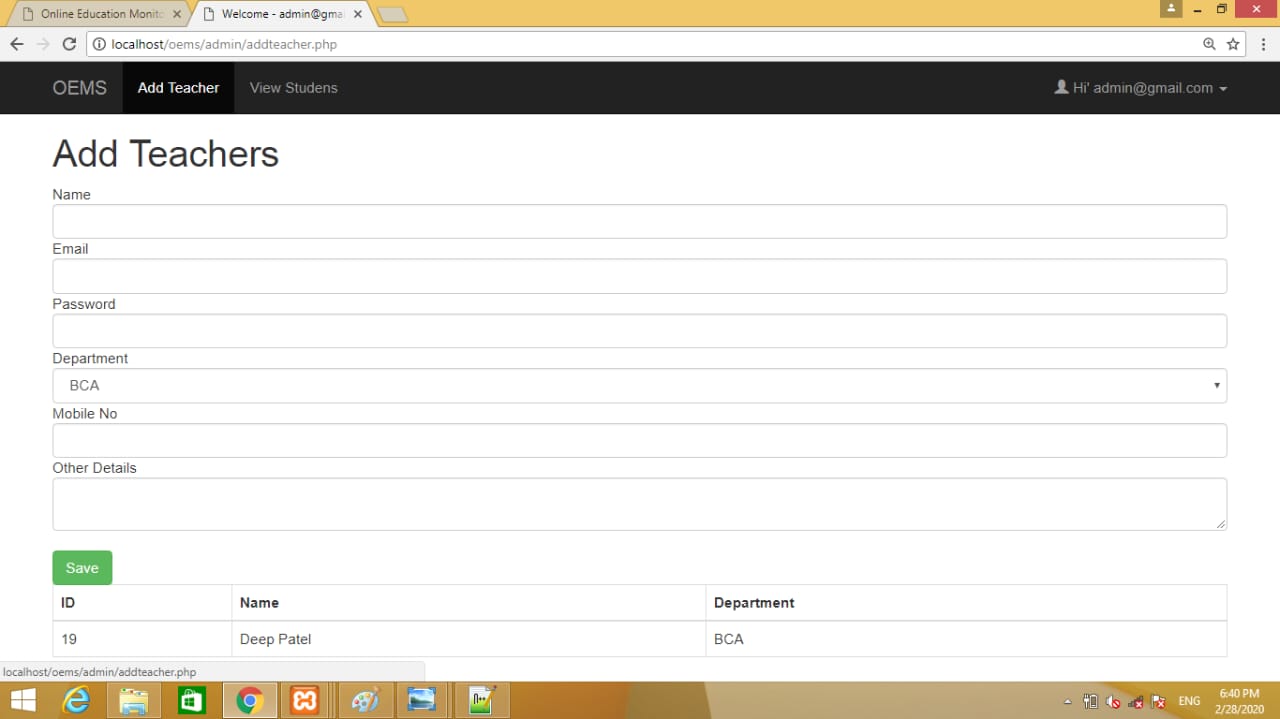 Online Education Monito
Welcome - admin@gmai
localhost/oems/admin/addteacher.php
OEMS Add Teacher View Studens Hi' admin@gmail.com
Add Teachers
Name
Email
Password
Department
BCA
Mobile No
Other Details
Save
ID Name Department
19 Deep Patel BCA
localhost/oems/admin/addteacher.php
ENG
6:40 PM
2/28/2020